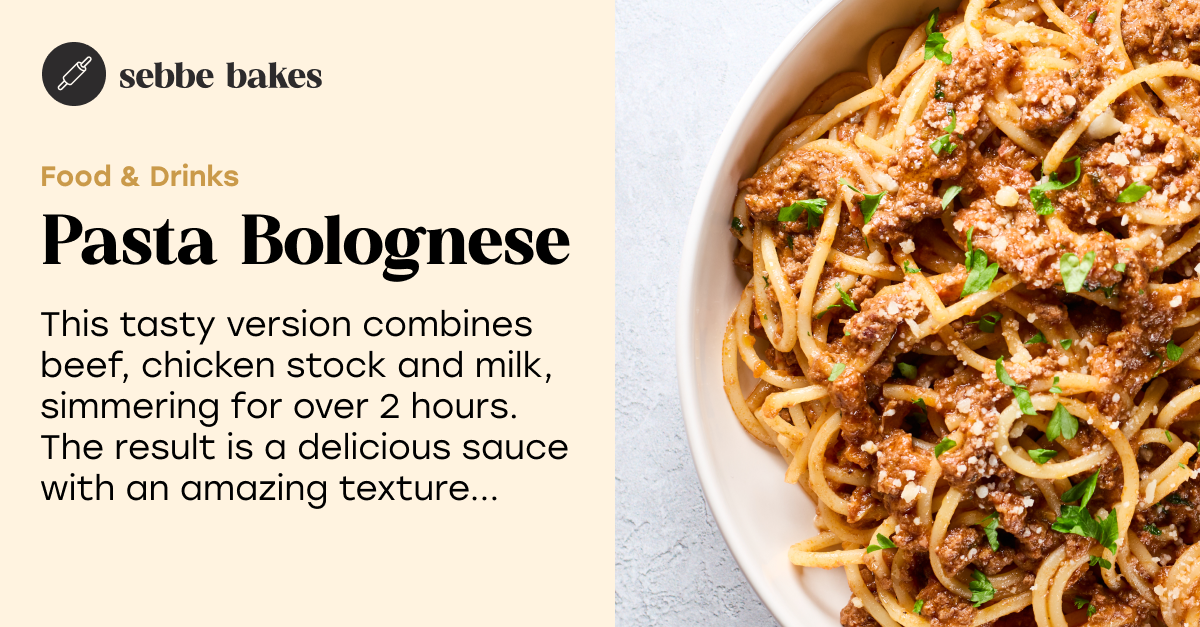 sebbe bakes
Food & Drinks
Pasta Bolognese
This tasty version combines
beef, chicken stock and milk,
simmering for over 2 hours.
The result is a delicious sauce
with an amazing texture...